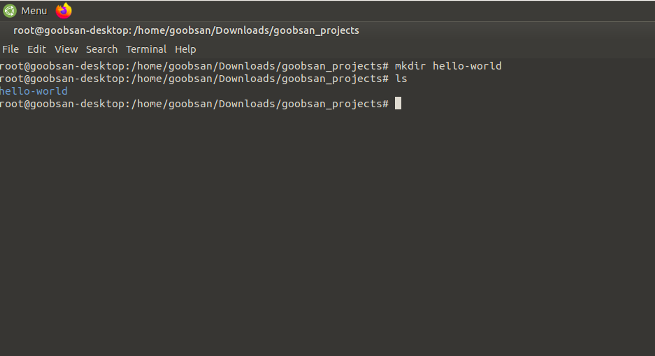 Menu
root@goobsan-desktop: /home/goobsan/Downloads/goobsan_projects
File Edit View Search Terminal Help
root@goobsan-desktop:/home/goobsan/Downloads/goobsan_projects# mkdir hello-world
root@goobsan-desktop:/home/goobsan/Downloads/goobsan_projects# ls
hello-world
root@goobsan-desktop:/home/goobsan/Downloads/goobsan_projects#